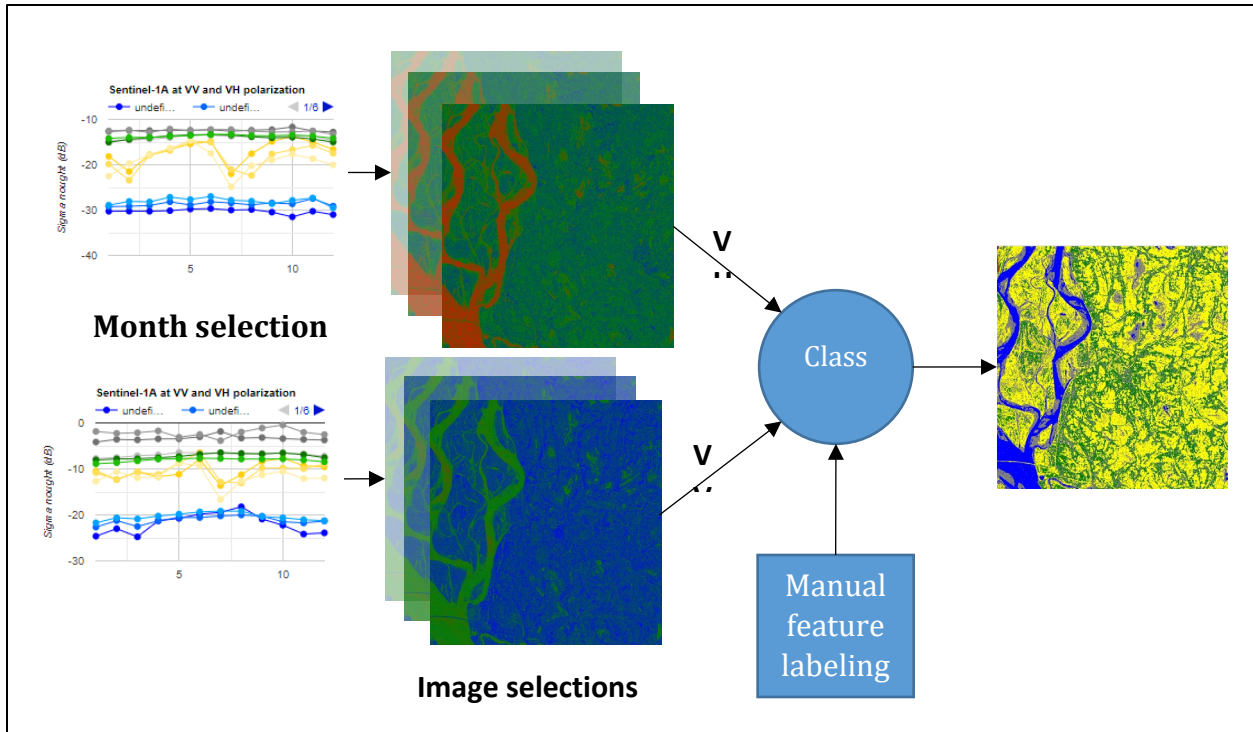 Sentinel-1A at VV and VH polarization
undefi... undefi... 1/6
-10
-20
-30
-40
Sigma nought (dB)
5 10
Month selection
Sentinel-1A at VV and VH polarization
undefi... undefi... 1/6
0
-10
-20
-30
Sigma nought (dB)
5 10
Image selections
V
V
Class
Manual
feature
labeling